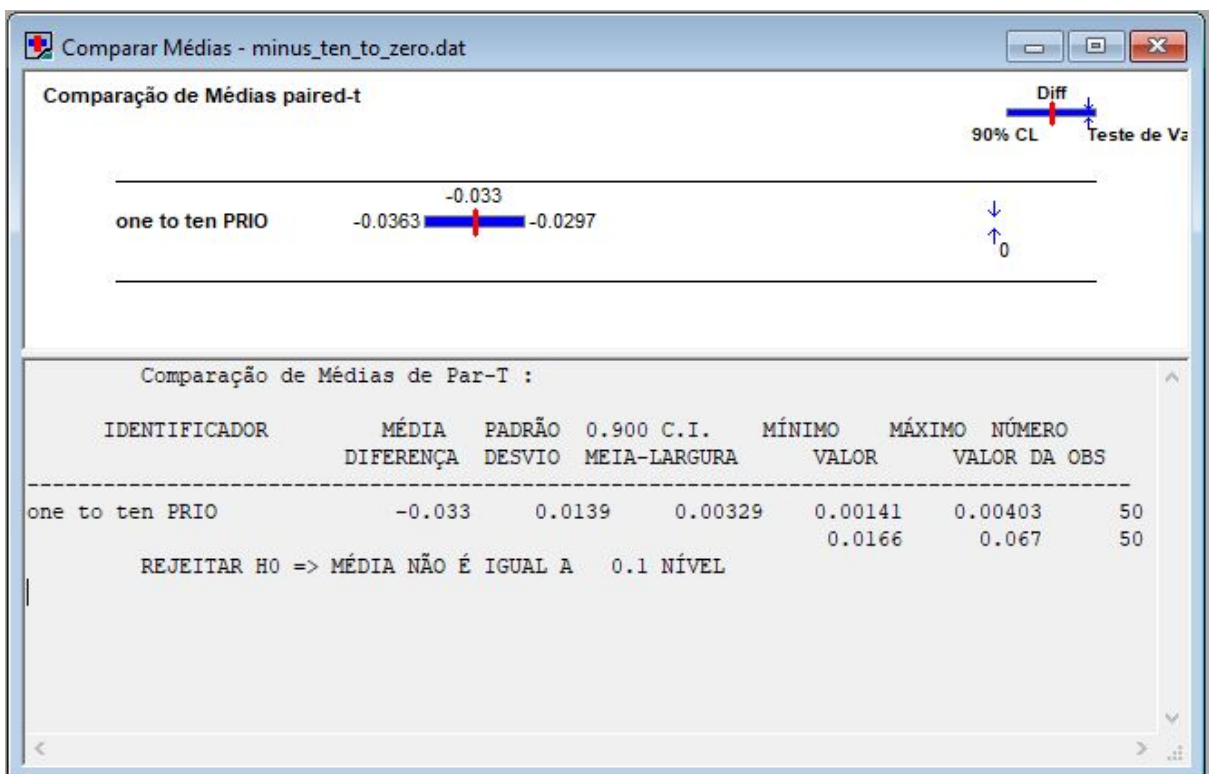 Comparar Médias - minus_ten_to_zero.dat
Comparação de Médias paired-t
Diff
90% CL Teste de Va
-0.033
one to ten PRIO -0.0363 -0.0297
0
Comparação de Médias de Par-T :
IDENTIFICADOR MÉDIA PADRÃO 0.900 C.I. MÍNIMO MÁXIMO NÚMERO
DIFERENÇA DESVIO MEIA-LARGURA VALOR VALOR DA OBS
one to ten PRIO -0.033 0.0139 0.00329 0.00141 0.00403 50
0.0166 0.067 50
REJEITAR H0 => MÉDIA NÃO É IGUAL A 0.1 NÍVEL